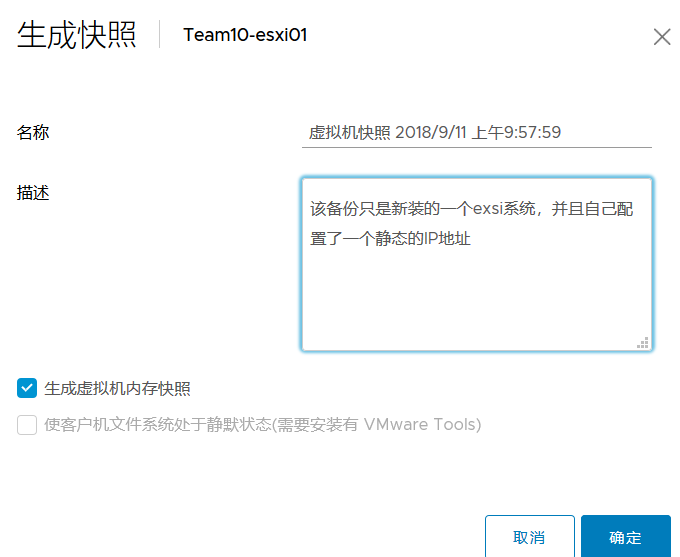 生成快照 Team10-esxi01
名称 虚拟机快照 2018/9/11 上午9:57:59
描述 该备份只是新装的一个exsi系统，并且自己配
置了一个静态的IP地址
生成虚拟机内存快照
使客户机文件系统处于静默状态(需要安装有 VMware Tools)
取消 确定